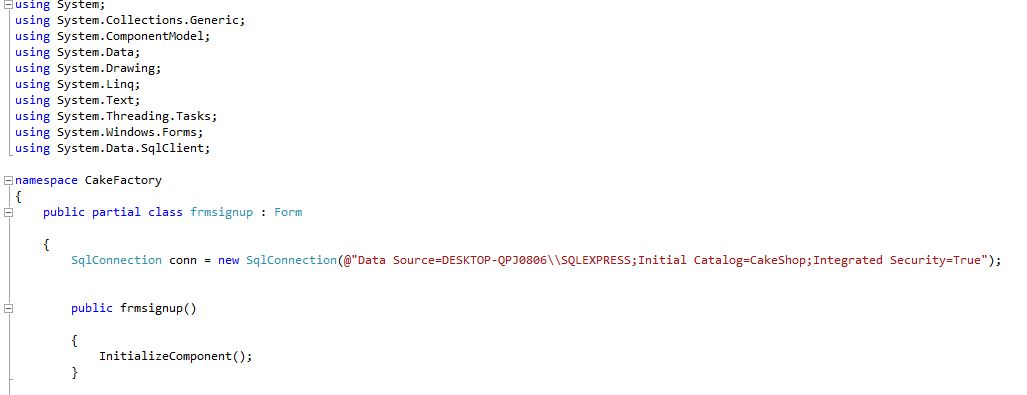 using System;
using System.Collections.Generic;
using System.ComponentModel;
using System.Data;
using System.Drawing;
using System.Linq;
using System.Text;
using System.Threading.Tasks;
using System.Windows.Forms;
using System.Data.SqlClient;
namespace CakeFactory
{
public partial class frmsignup : Form
{
SqlConnection conn = new SqlConnection(@"Data Source=DESKTOP-QPJ0806\\SQLEXPRESS;Initial Catalog=CakeShop;Integrated Security=True");
public frmsignup()
{
InitializeComponent();
}